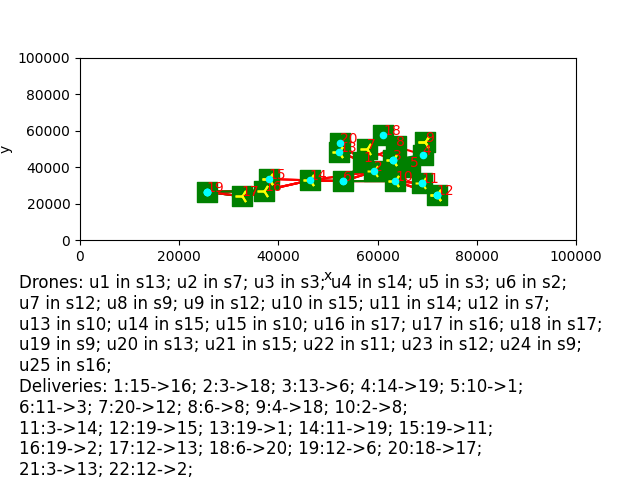 100000
80000
60000
40000
20000
0
y
0 20000 40000 60000 80000 100000
x
Drones: u1 in s13; u2 in s7; u3 in s3; u4 in s14; u5 in s3; u6 in s2;
u7 in s12; u8 in s9; u9 in s12; u10 in s15; u11 in s14; u12 in s7;
u13 in s10; u14 in s15; u15 in s10; u16 in s17; u17 in s16; u18 in s17;
u19 in s9; u20 in s13; u21 in s15; u22 in s11; u23 in s12; u24 in s9;
u25 in s16;
Deliveries: 1:15->16; 2:3->18; 3:13->6; 4:14->19; 5:10->1;
6:11->3; 7:20->12; 8:6->8; 9:4->18; 10:2->8;
11:3->14; 12:19->15; 13:19->1; 14:11->19; 15:19->11;
16:19->2; 17:12->13; 18:6->20; 19:12->6; 20:18->17;
21:3->13; 22:12->2;